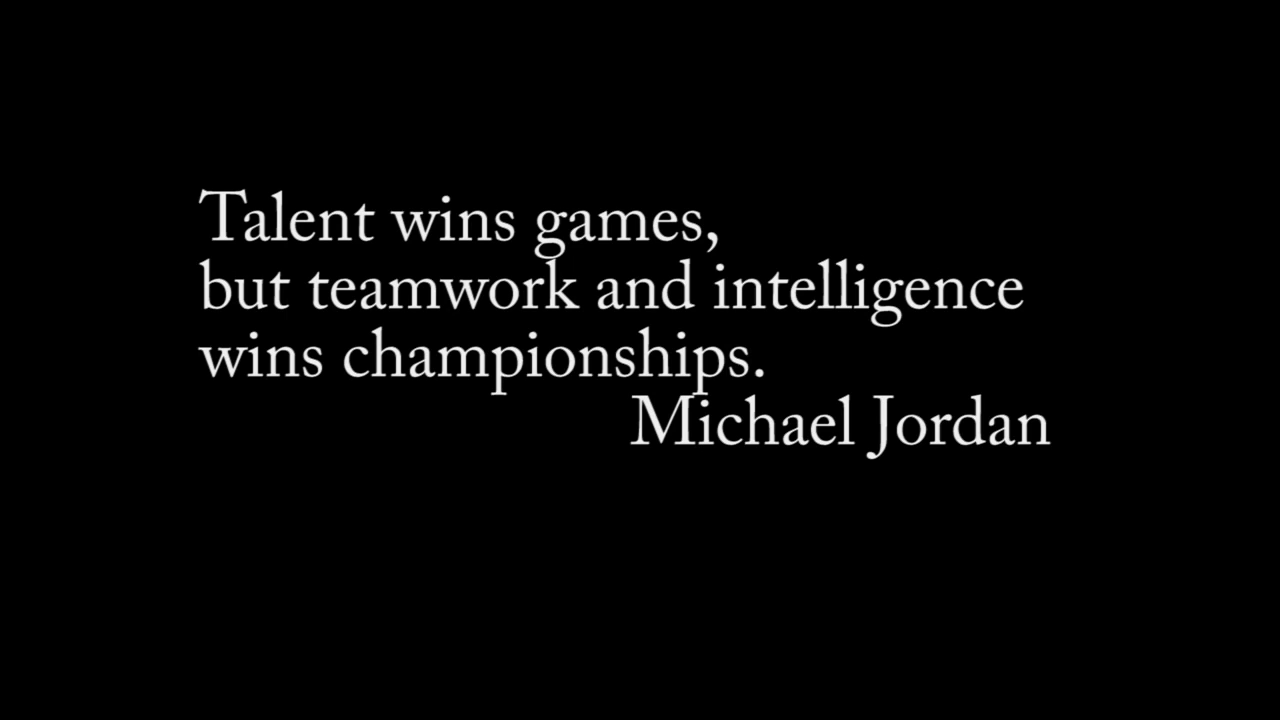 Talent wins games,
but teamwork and intelligence
wins championships.
Michael Jordan